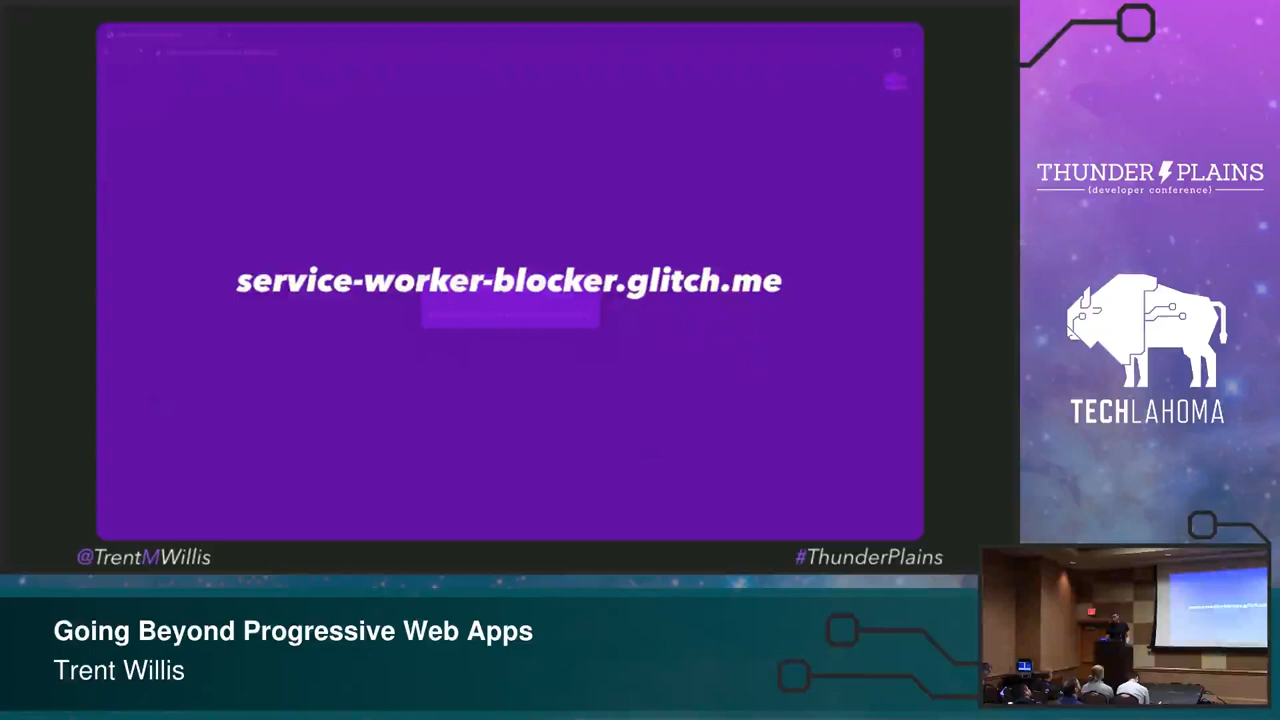 service-worker-blocker.glitch.me
@TrentMWillis
#ThunderPlains
THUNDER PLAINS
{developer conference}
TECHLAHOMA
Going Beyond Progressive Web Apps
Trent Willis